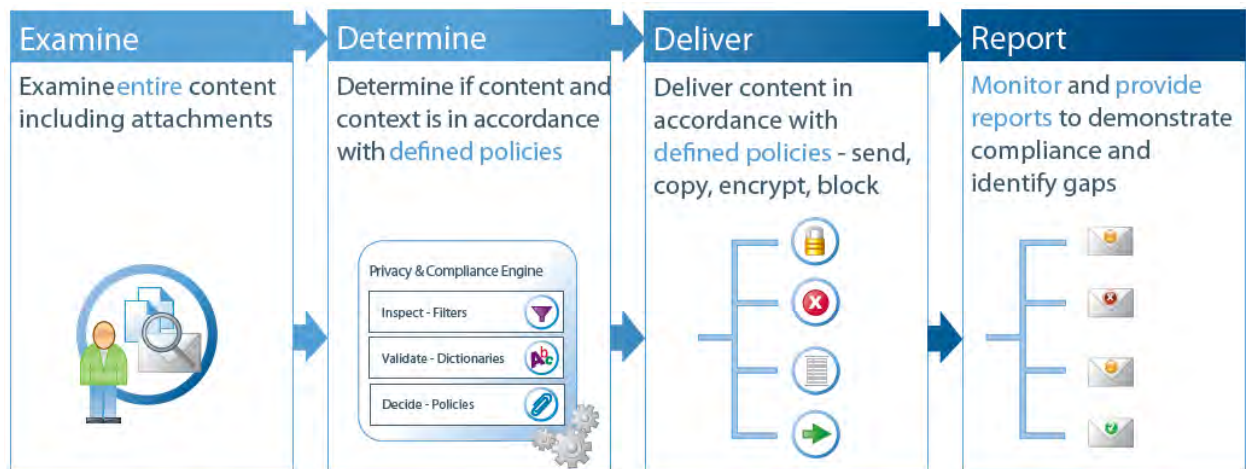 Examine
Examine entire content
including attachments
Determine
Determine if content and
context is in accordance
with defined policies
Privacy & Compliance Engine
Inspect - Filters
Validate - Dictionaries
Abc
Decide - Policies
Deliver
Deliver content in
accordance with
defined policies - send,
copy, encrypt, block
Report
Monitor and provide
reports to demonstrate
compliance and
identify gaps